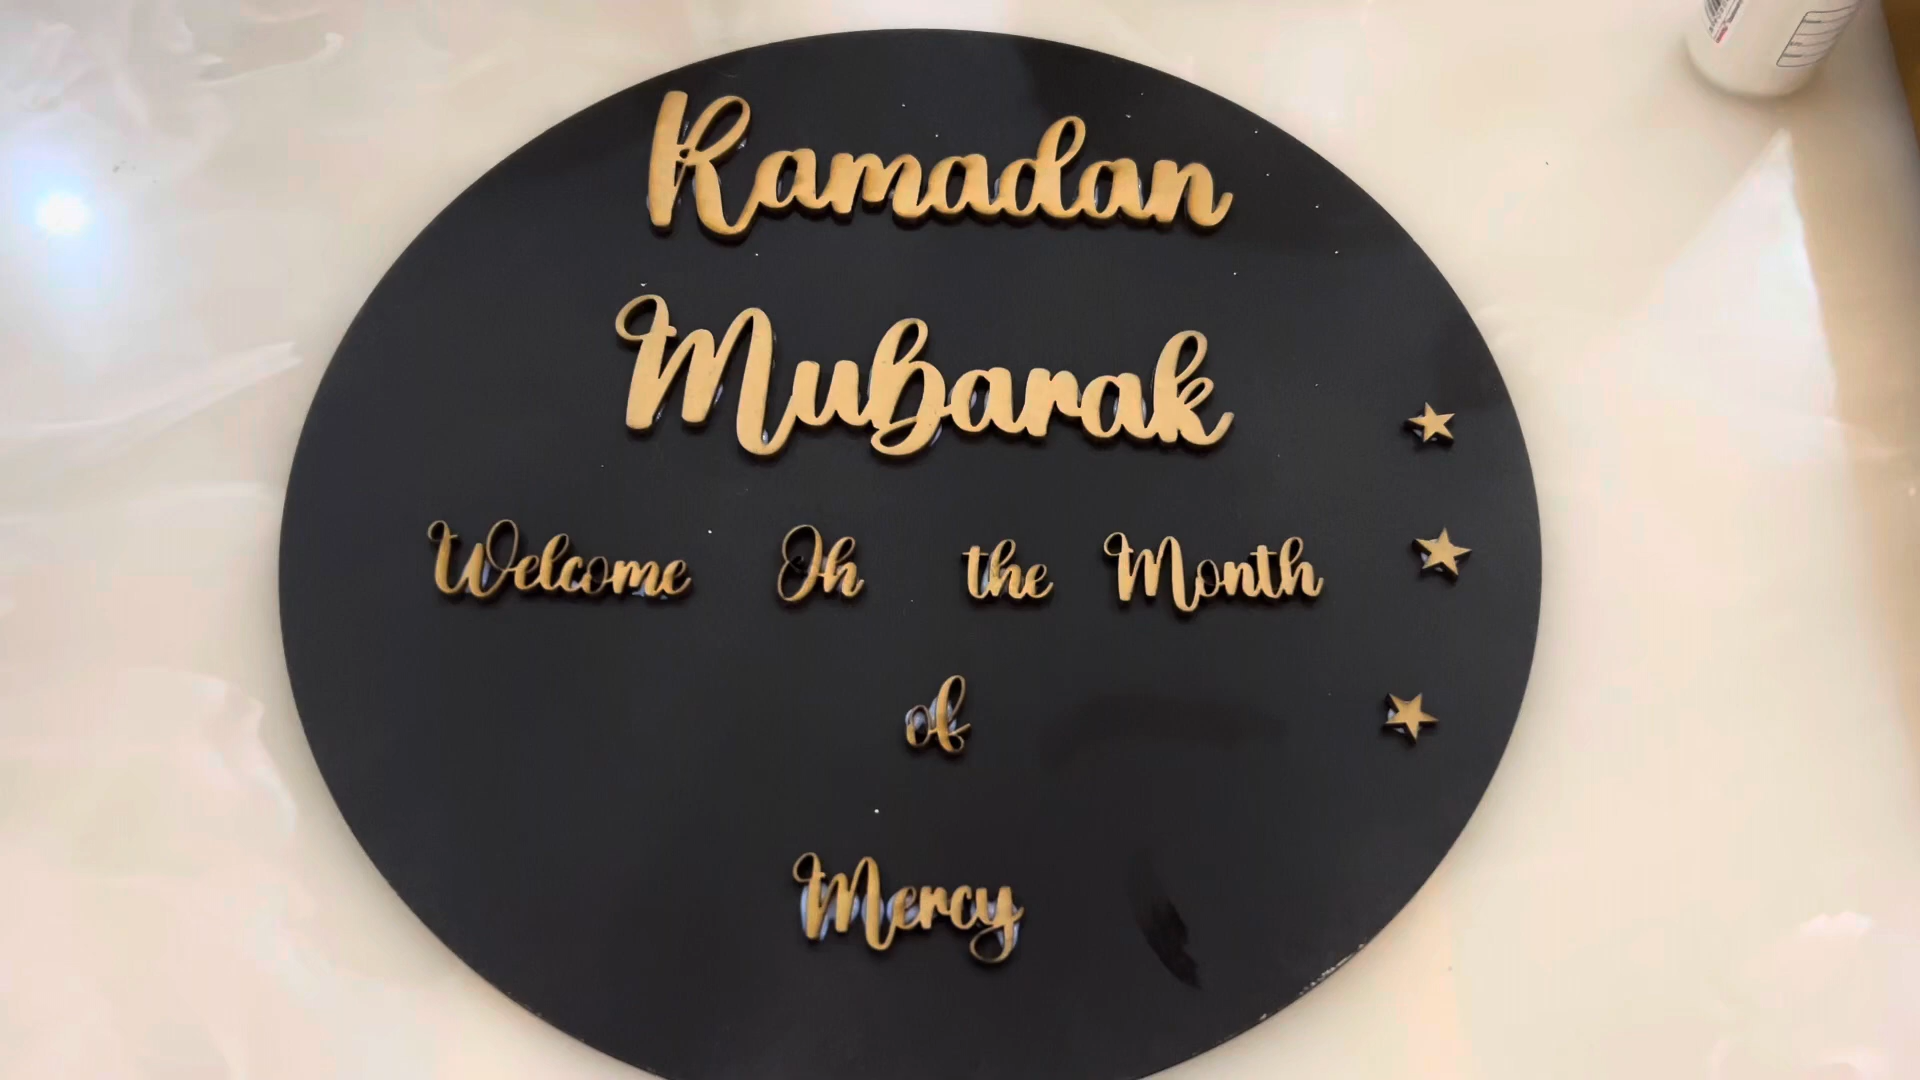 Ramadan
Mubarak
Welcome Oh the Month
of
Mercy